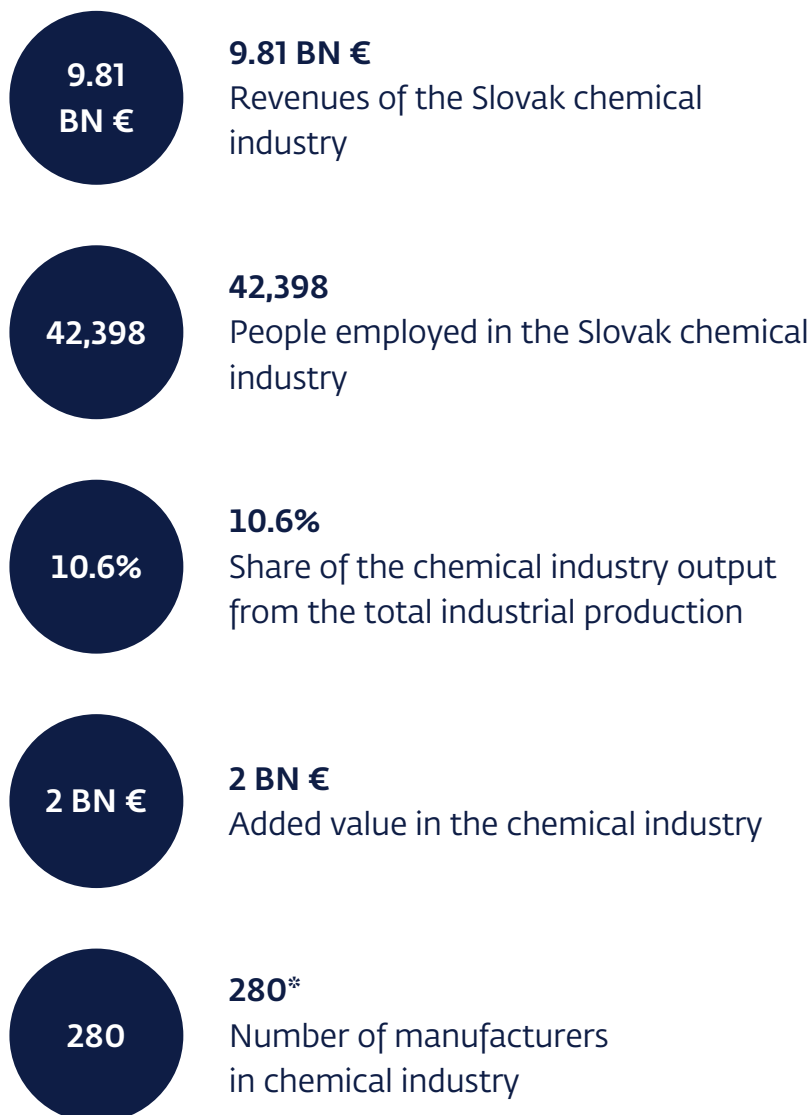 9.81
BN €
9.81 BN €
Revenues of the Slovak chemical
industry
42,398
42,398
People employed in the Slovak chemical
industry
10.6%
10.6%
Share of the chemical industry output
from the total industrial production
2 BN €
2 BN €
Added value in the chemical industry
280
280*
Number of manufacturers
in chemical industry